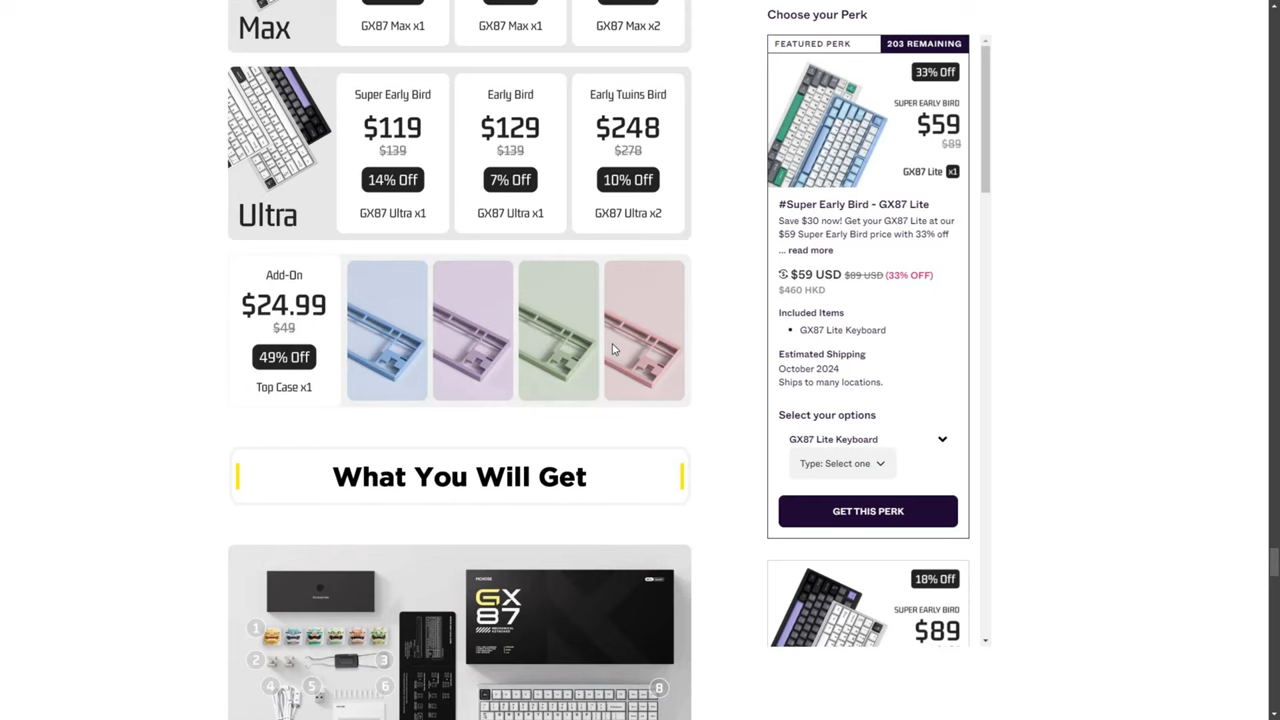 Max
GX87 Max x1
GX87 Max x1
GX87 Max x2
Ultra
Super Early Bird
$119
$139
14% Off
GX87 Ultra x1
Early Bird
$129
$139
7% Off
GX87 Ultra x1
Early Twins Bird
$248
$278
10% Off
GX87 Ultra x2
Add-On
$24.99
$49
49% Off
Top Case x1
What You Will Get
GX
87
1
2
3
4
5
6
8
Choose your Perk
FEATURED PERK
203 REMAINING
33% Off
SUPER EARLY BIRD
$59
$89
GX87 Lite x1
#Super Early Bird - GX87 Lite
Save $30 now! Get your GX87 Lite at our
$59 Super Early Bird price with 33% off
... read more
$59 USD $89 USD (33% OFF)
$460 HKD
Included Items
GX87 Lite Keyboard
Estimated Shipping
October 2024
Ships to many locations.
Select your options
GX87 Lite Keyboard
Type: Select one
GET THIS PERK
18% Off
SUPER EARLY BIRD
$89